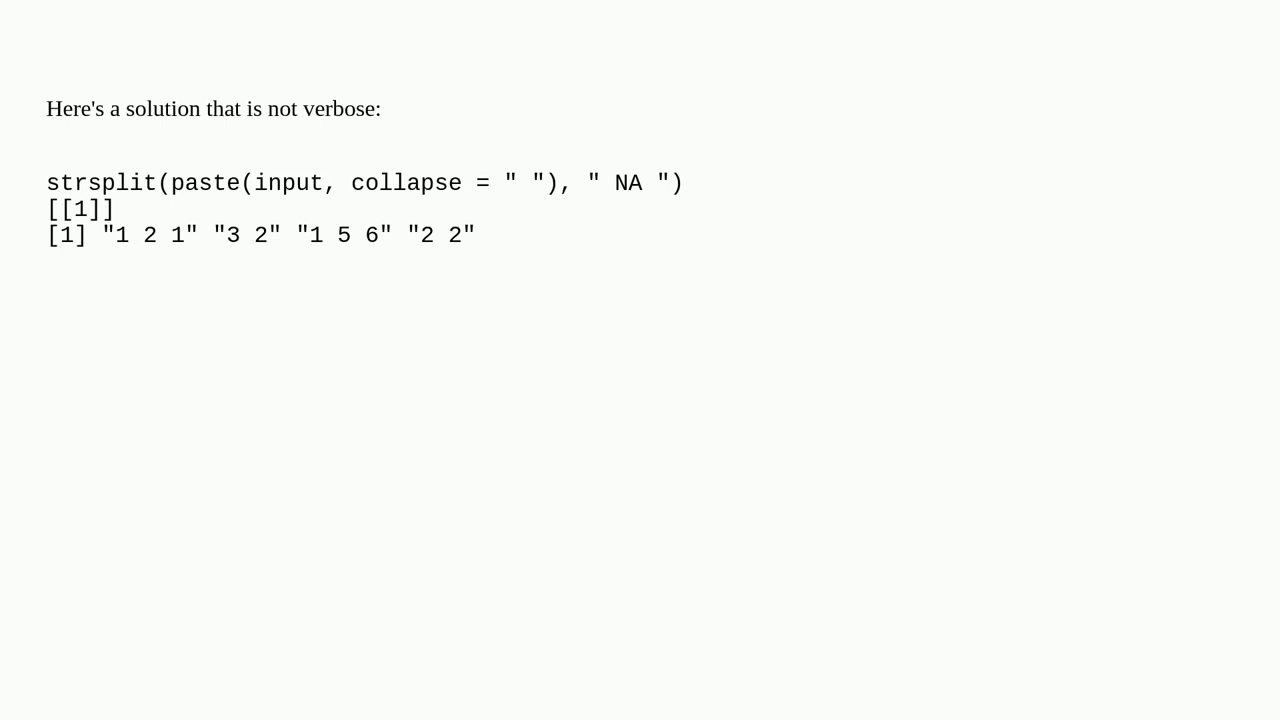 Here's a solution that is not verbose:
strsplit(paste(input, collapse = " "), " NA ")
[[1]]
[1] "1 2 1" "3 2" "1 5 6" "2 2"